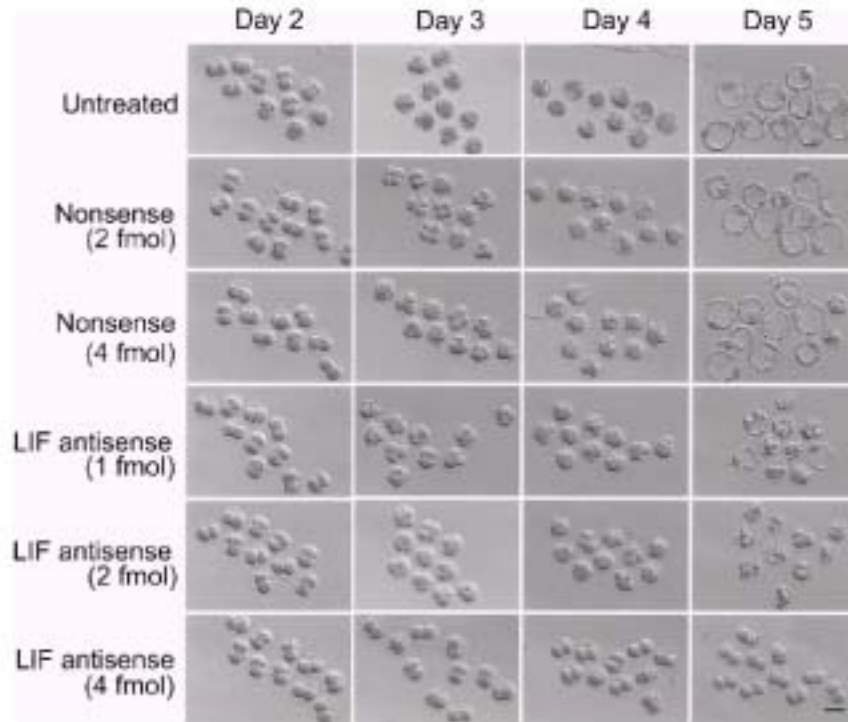 Day 2 Day 3 Day 4 Day 5
Untreated
Nonsense
(2 fmol)
Nonsense
(4 fmol)
LIF antisense
(1 fmol)
LIF antisense
(2 fmol)
LIF antisense
(4 fmol)